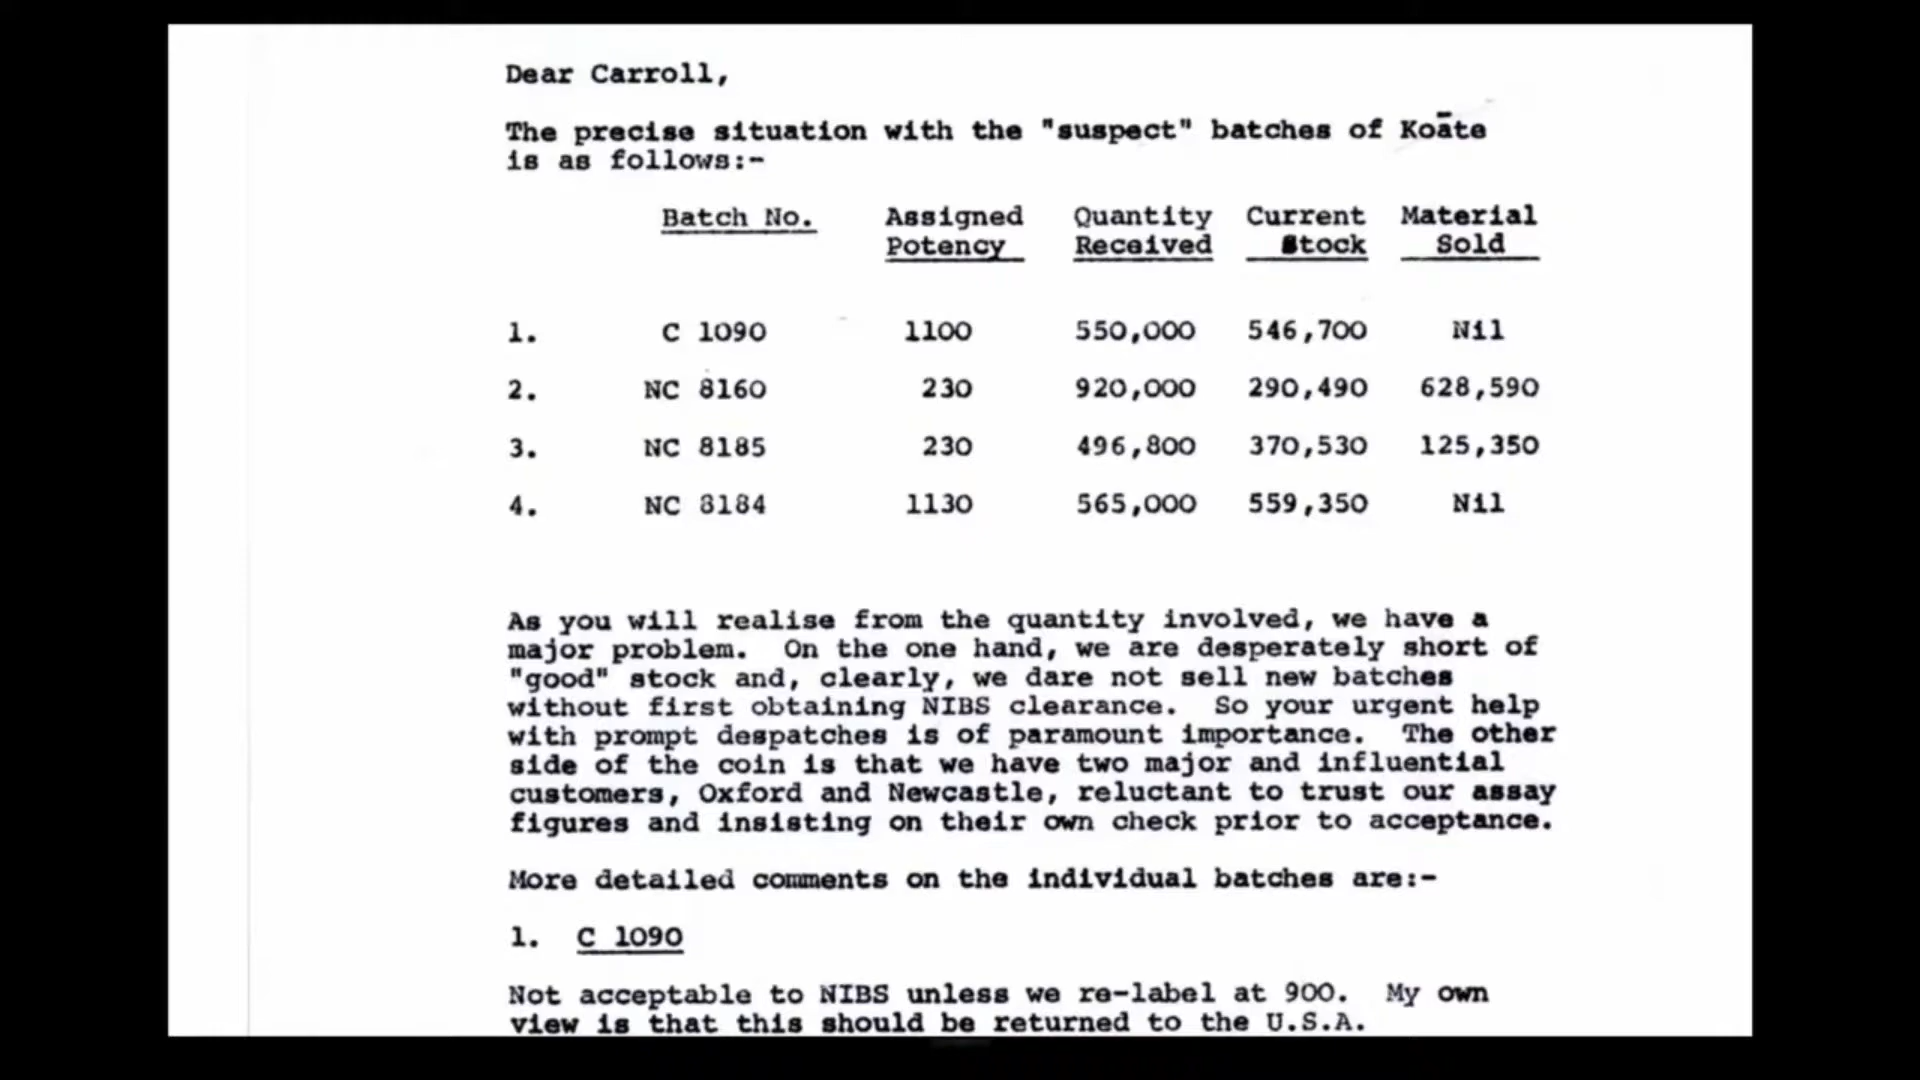 Dear Carroll,
The precise situation with the "suspect" batches of Koāte
is as follows:-
Batch No. Assigned Quantity Current Material
Potency Received Stock Sold
1. C 1090 1100 550,000 546,700 Nil
2. NC 8160 230 920,000 290,490 628,590
3. NC 8185 230 496,800 370,530 125,350
4. NC 8184 1130 565,000 559,350 Nil
As you will realise from the quantity involved, we have a
major problem. On the one hand, we are desperately short of
"good" stock and, clearly, we dare not sell new batches
without first obtaining NIBS clearance. So your urgent help
with prompt despatches is of paramount importance. The other
side of the coin is that we have two major and influential
customers, Oxford and Newcastle, reluctant to trust our assay
figures and insisting on their own check prior to acceptance.
More detailed comments on the individual batches are:-
1. C 1090
Not acceptable to NIBS unless we re-label at 900. My own
view is that this should be returned to the U.S.A.